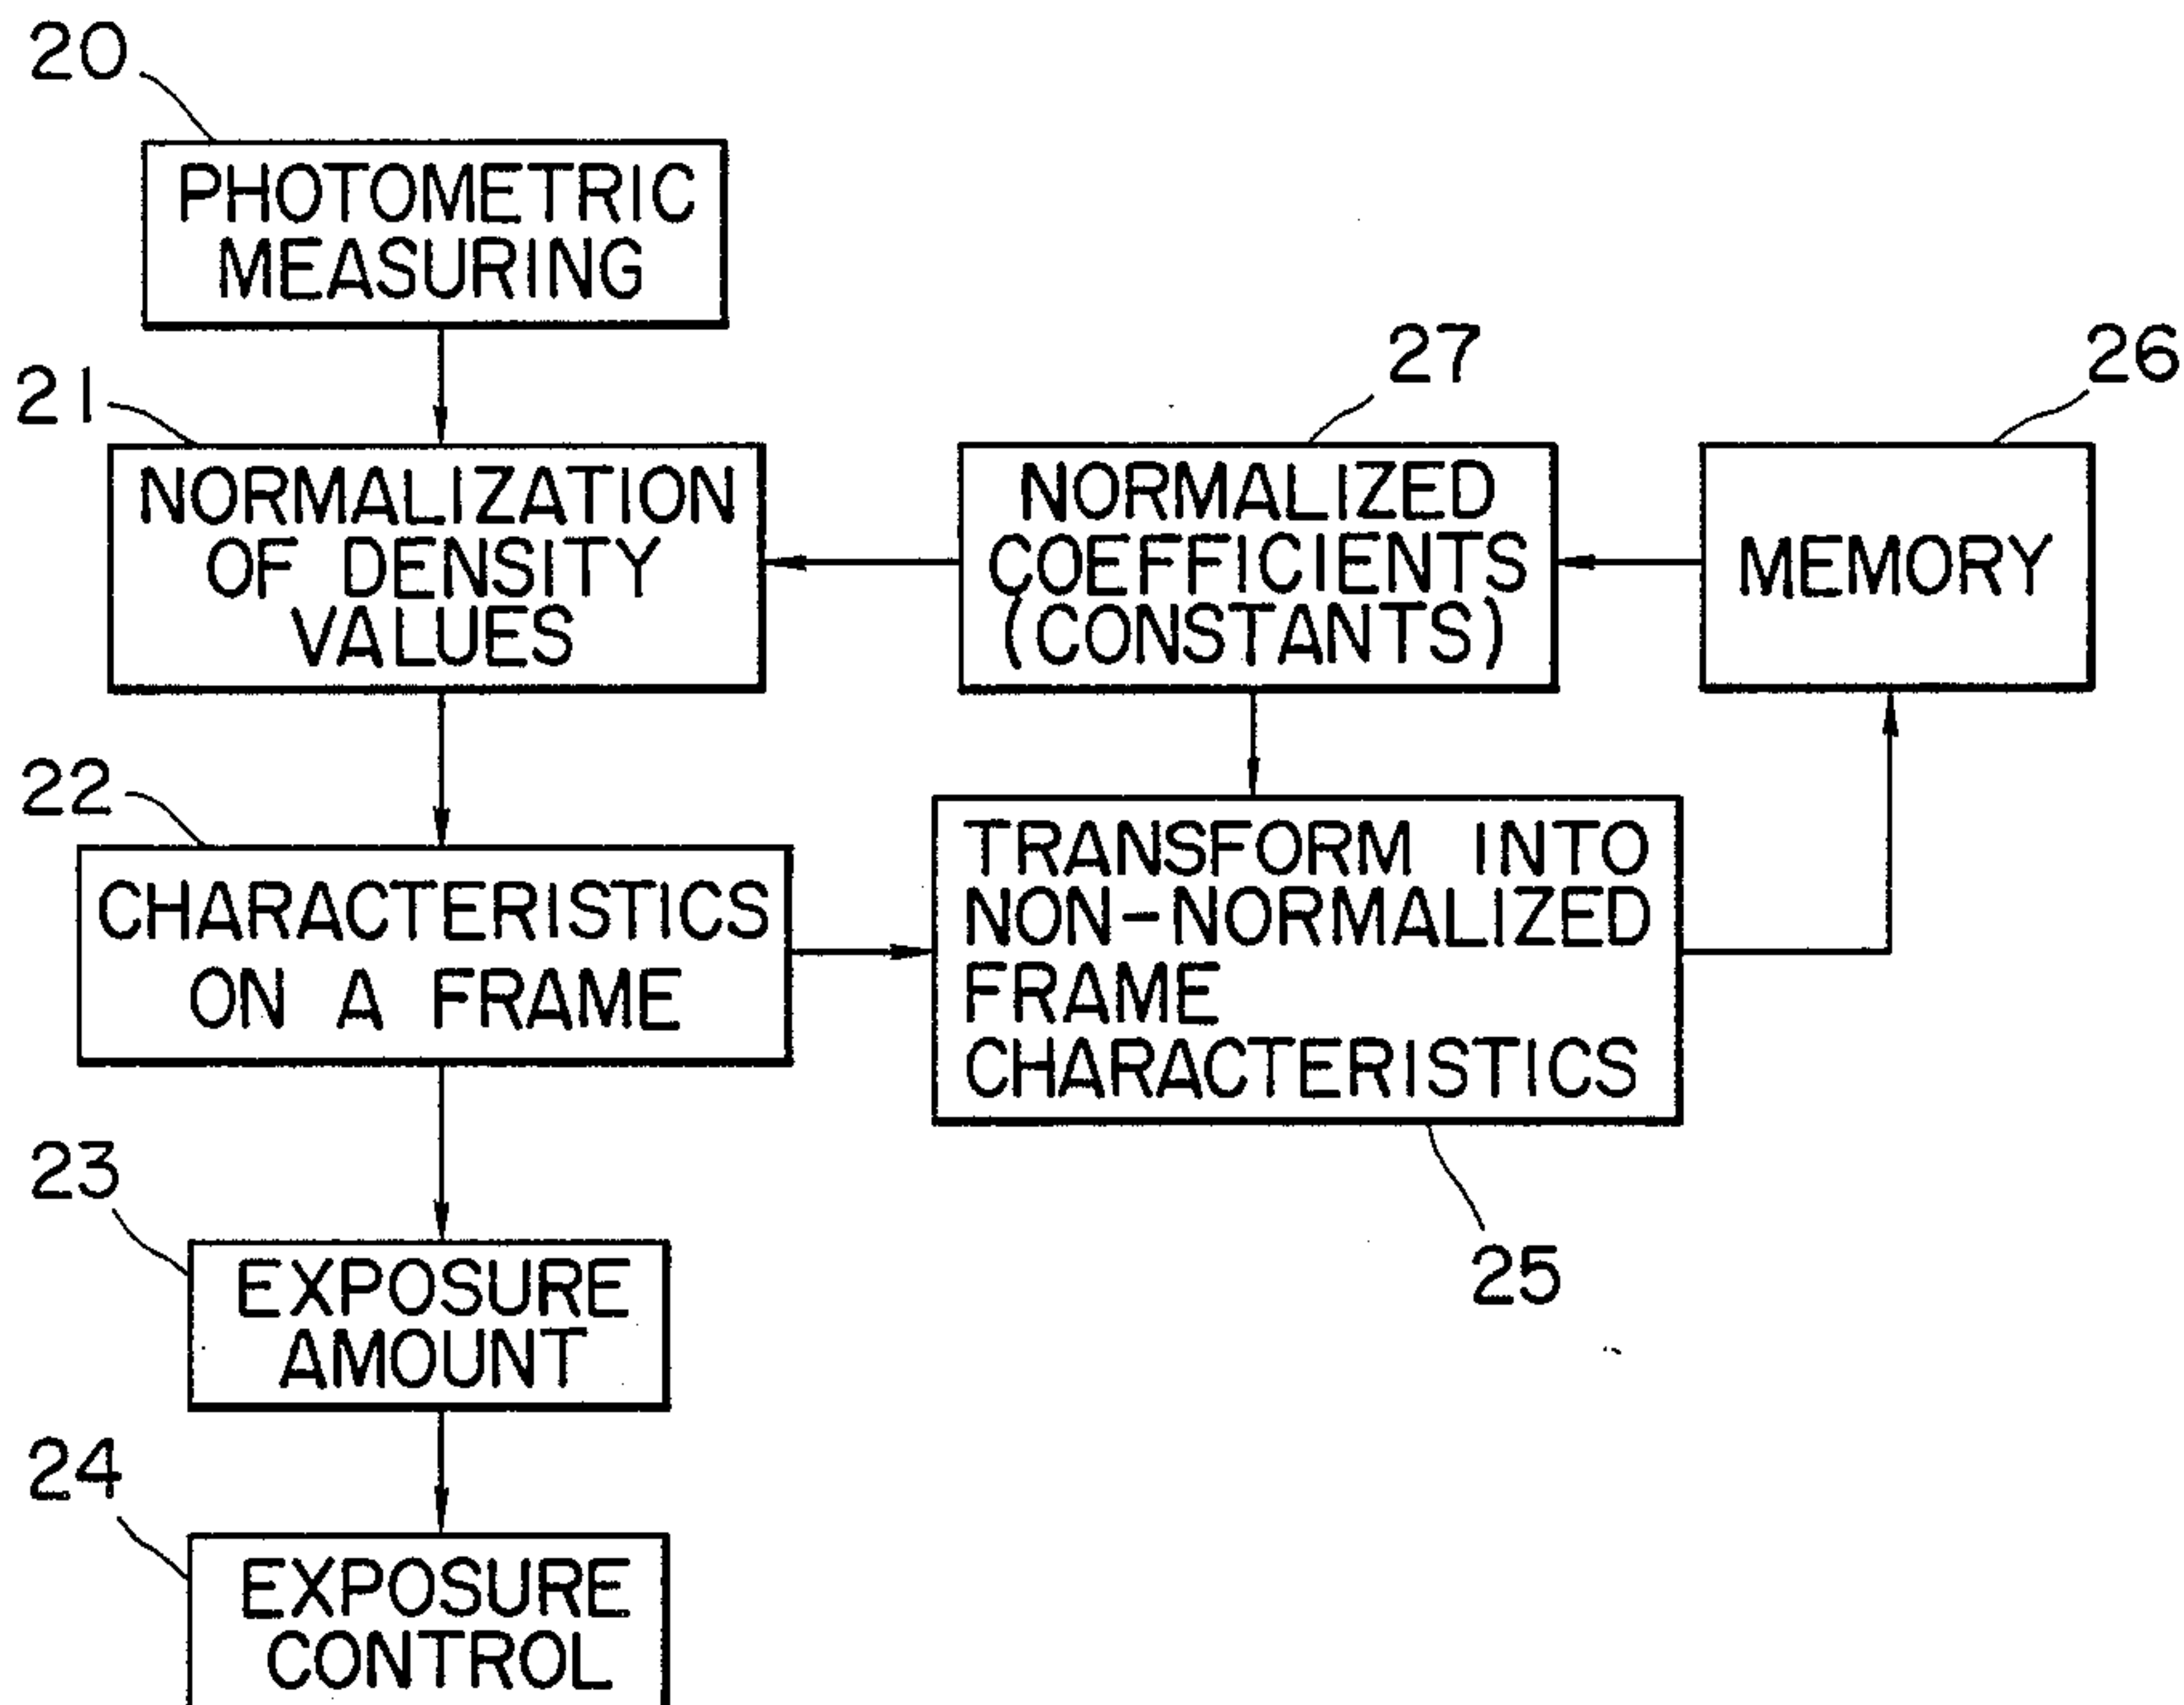 20
PHOTOMETRIC
MEASURING
21
NORMALIZATION
OF DENSITY
VALUES
27
NORMALIZED
COEFFICIENTS
(CONSTANTS)
26
MEMORY
22
CHARACTERISTICS
ON A FRAME
TRANSFORM INTO
NON-NORMALIZED
FRAME
CHARACTERISTICS
25
23
EXPOSURE
AMOUNT
24
EXPOSURE
CONTROL